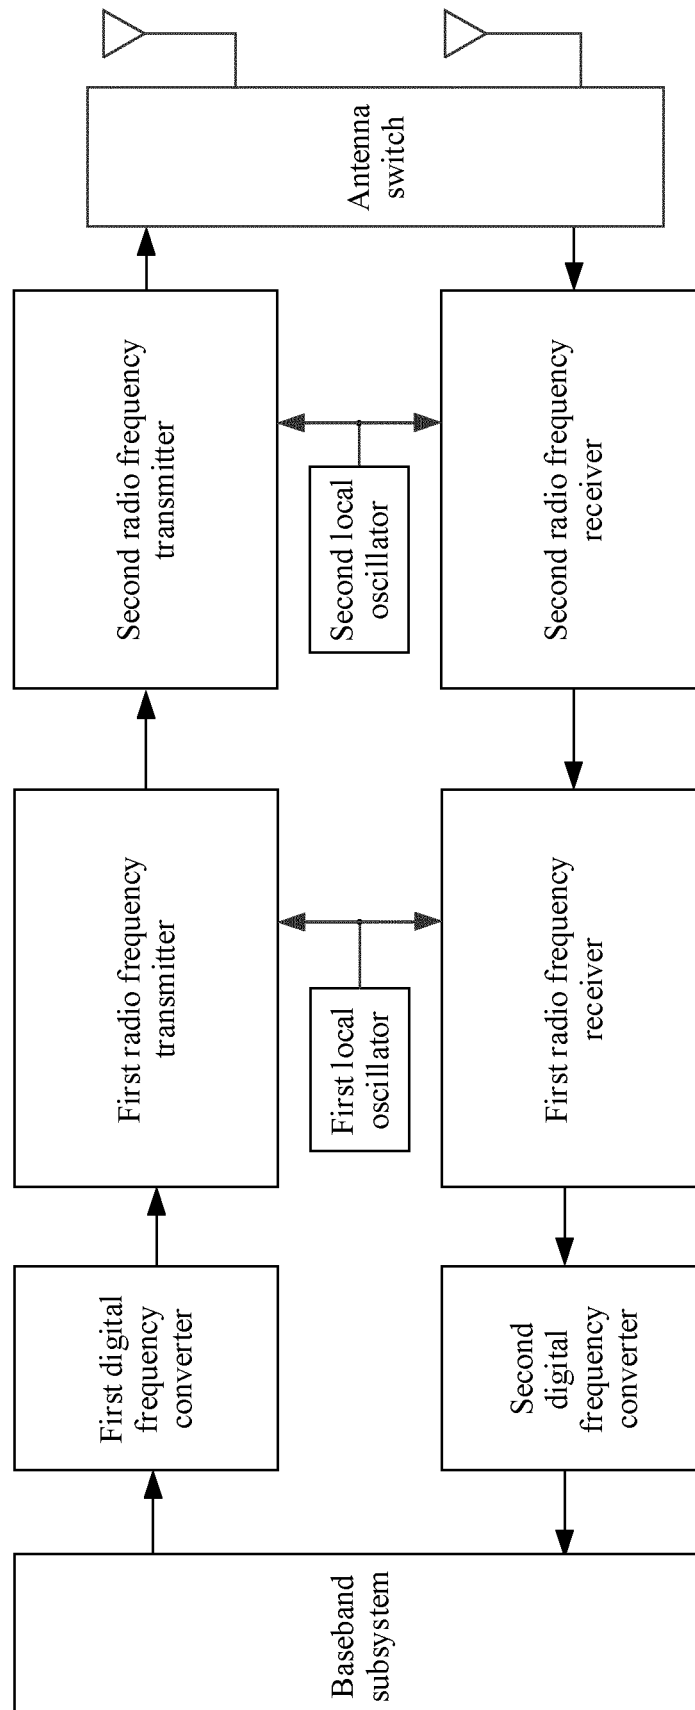 Baseband
subsystem
First digital
frequency
converter
First radio frequency
transmitter
Second radio frequency
transmitter
Antenna
switch
First local
oscillator
Second local
oscillator
Second
digital
frequency
converter
First radio frequency
receiver
Second radio frequency
receiver